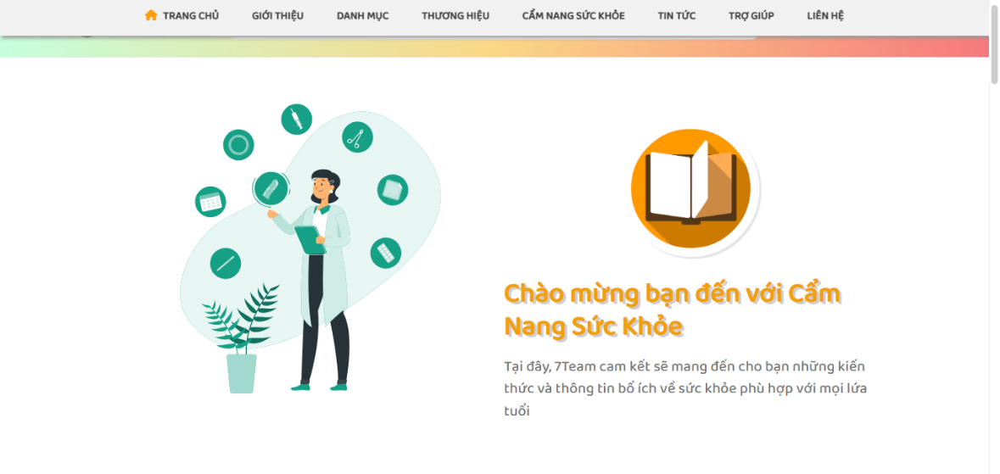 TRANG CHỦ GIỚI THIỆU DANH MỤC THƯƠNG HIỆU CẨM NANG SỨC KHỎE TIN TỨC TRỢ GIÚP LIÊN HỆ
Chào mừng bạn đến với Cẩm
Nang Sức Khỏe
Tại đây, 7Team cam kết sẽ mang đến cho bạn những kiến
thức và thông tin bổ ích về sức khỏe phù hợp với mọi lứa
tuổi